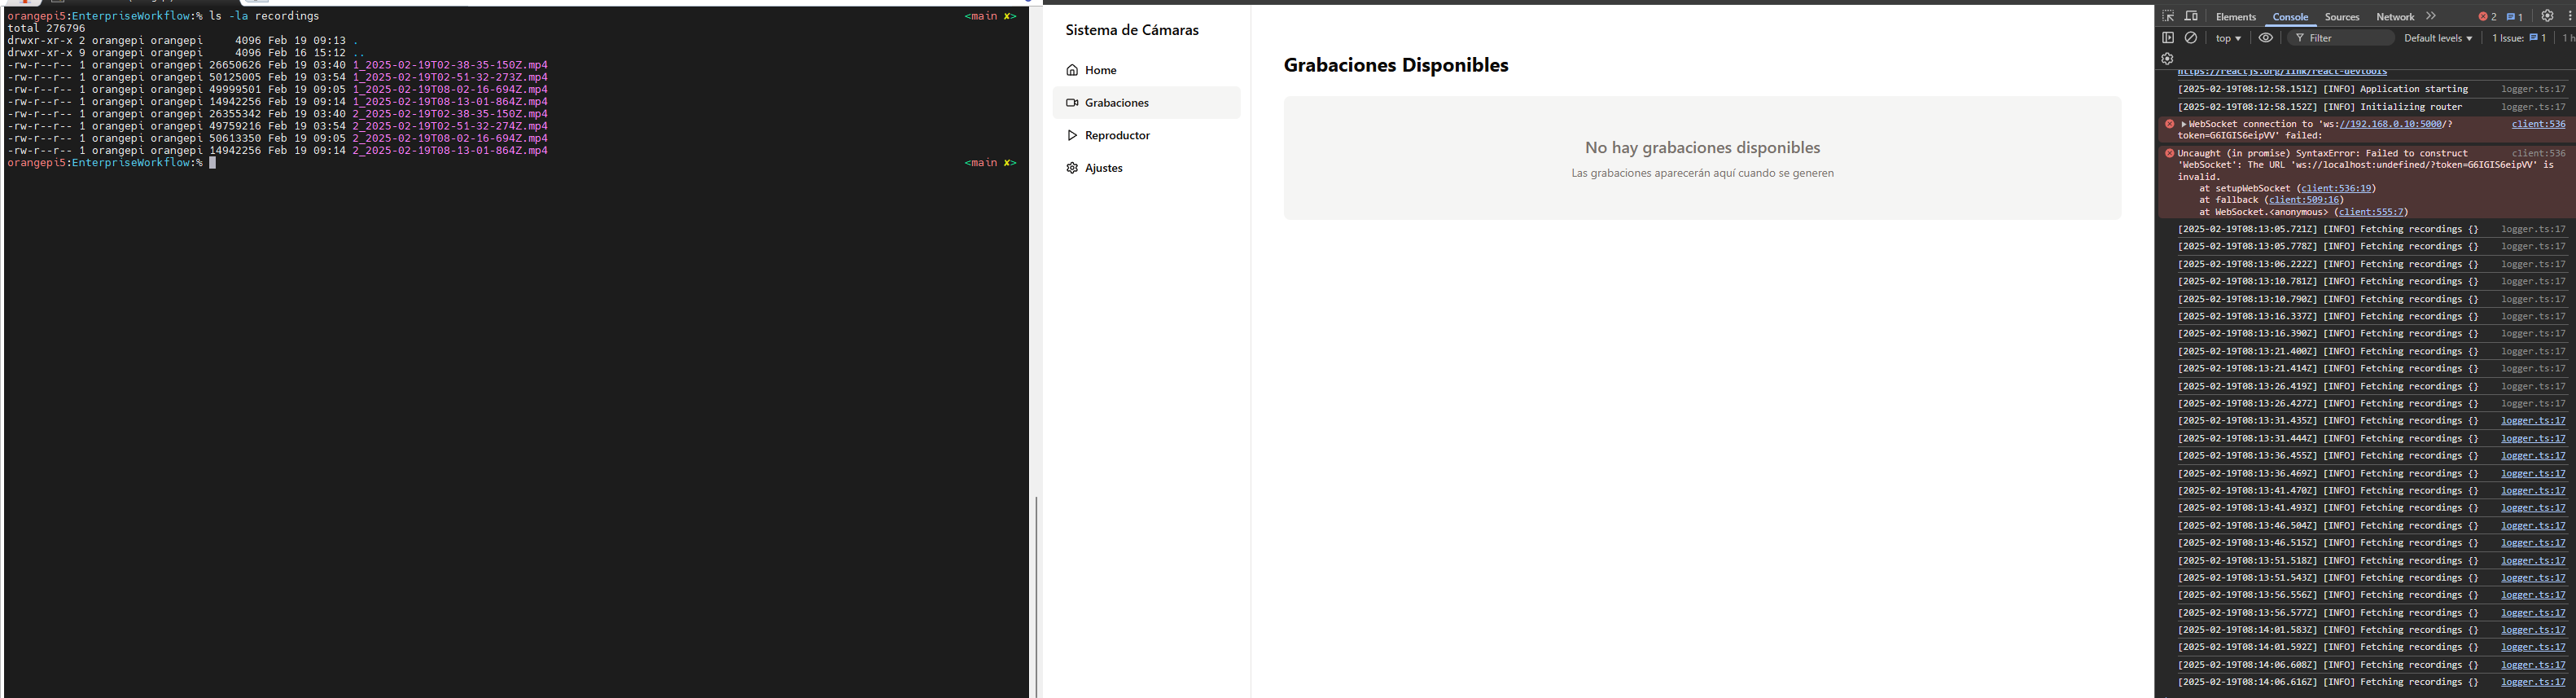 orangepi5:EnterpriseWorkflow:% ls -la recordings <main ✘>
total 276796
drwxr-xr-x 2 orangepi orangepi 4096 Feb 19 09:13 .
drwxr-xr-x 9 orangepi orangepi 4096 Feb 16 15:12 ..
-rw-r--r-- 1 orangepi orangepi 26650626 Feb 19 03:40 1_2025-02-19T02-38-35-150Z.mp4
-rw-r--r-- 1 orangepi orangepi 50125005 Feb 19 03:54 1_2025-02-19T02-51-32-273Z.mp4
-rw-r--r-- 1 orangepi orangepi 49999501 Feb 19 09:05 1_2025-02-19T08-02-16-694Z.mp4
-rw-r--r-- 1 orangepi orangepi 14942256 Feb 19 09:14 1_2025-02-19T08-13-01-864Z.mp4
-rw-r--r-- 1 orangepi orangepi 26355342 Feb 19 03:40 2_2025-02-19T02-38-35-150Z.mp4
-rw-r--r-- 1 orangepi orangepi 49759216 Feb 19 03:54 2_2025-02-19T02-51-32-274Z.mp4
-rw-r--r-- 1 orangepi orangepi 50613350 Feb 19 09:05 2_2025-02-19T08-02-16-694Z.mp4
-rw-r--r-- 1 orangepi orangepi 14942256 Feb 19 09:14 2_2025-02-19T08-13-01-864Z.mp4
orangepi5:EnterpriseWorkflow:% <main ✘>
Sistema de Cámaras
Home
Grabaciones
Reproductor
Ajustes
Grabaciones Disponibles
No hay grabaciones disponibles
Las grabaciones aparecerán aquí cuando se generen
Elements Console Sources Network 2 1
top Filter Default levels 1 Issue: 1 1 h
https://reactjs.org/link/react-devtools
[2025-02-19T08:12:58.151Z] [INFO] Application starting logger.ts:17
[2025-02-19T08:12:58.152Z] [INFO] Initializing router logger.ts:17
WebSocket connection to 'ws://192.168.0.10:5000/? client:536
token=G6IGIS6eipVV' failed:
Uncaught (in promise) SyntaxError: Failed to construct client:536
'WebSocket': The URL 'ws://localhost:undefined/?token=G6IGIS6eipVV' is
invalid.
at setupWebSocket (client:536:19)
at fallback (client:509:16)
at WebSocket.<anonymous> (client:555:7)
[2025-02-19T08:13:05.721Z] [INFO] Fetching recordings {} logger.ts:17
[2025-02-19T08:13:05.778Z] [INFO] Fetching recordings {} logger.ts:17
[2025-02-19T08:13:06.222Z] [INFO] Fetching recordings {} logger.ts:17
[2025-02-19T08:13:10.781Z] [INFO] Fetching recordings {} logger.ts:17
[2025-02-19T08:13:10.790Z] [INFO] Fetching recordings {} logger.ts:17
[2025-02-19T08:13:16.337Z] [INFO] Fetching recordings {} logger.ts:17
[2025-02-19T08:13:16.390Z] [INFO] Fetching recordings {} logger.ts:17
[2025-02-19T08:13:21.400Z] [INFO] Fetching recordings {} logger.ts:17
[2025-02-19T08:13:21.414Z] [INFO] Fetching recordings {} logger.ts:17
[2025-02-19T08:13:26.419Z] [INFO] Fetching recordings {} logger.ts:17
[2025-02-19T08:13:26.427Z] [INFO] Fetching recordings {} logger.ts:17
[2025-02-19T08:13:31.435Z] [INFO] Fetching recordings {} logger.ts:17
[2025-02-19T08:13:31.444Z] [INFO] Fetching recordings {} logger.ts:17
[2025-02-19T08:13:36.455Z] [INFO] Fetching recordings {} logger.ts:17
[2025-02-19T08:13:36.469Z] [INFO] Fetching recordings {} logger.ts:17
[2025-02-19T08:13:41.470Z] [INFO] Fetching recordings {} logger.ts:17
[2025-02-19T08:13:41.493Z] [INFO] Fetching recordings {} logger.ts:17
[2025-02-19T08:13:46.504Z] [INFO] Fetching recordings {} logger.ts:17
[2025-02-19T08:13:46.515Z] [INFO] Fetching recordings {} logger.ts:17
[2025-02-19T08:13:51.518Z] [INFO] Fetching recordings {} logger.ts:17
[2025-02-19T08:13:51.543Z] [INFO] Fetching recordings {} logger.ts:17
[2025-02-19T08:13:56.556Z] [INFO] Fetching recordings {} logger.ts:17
[2025-02-19T08:13:56.577Z] [INFO] Fetching recordings {} logger.ts:17
[2025-02-19T08:14:01.583Z] [INFO] Fetching recordings {} logger.ts:17
[2025-02-19T08:14:01.592Z] [INFO] Fetching recordings {} logger.ts:17
[2025-02-19T08:14:06.608Z] [INFO] Fetching recordings {} logger.ts:17
[2025-02-19T08:14:06.616Z] [INFO] Fetching recordings {} logger.ts:17